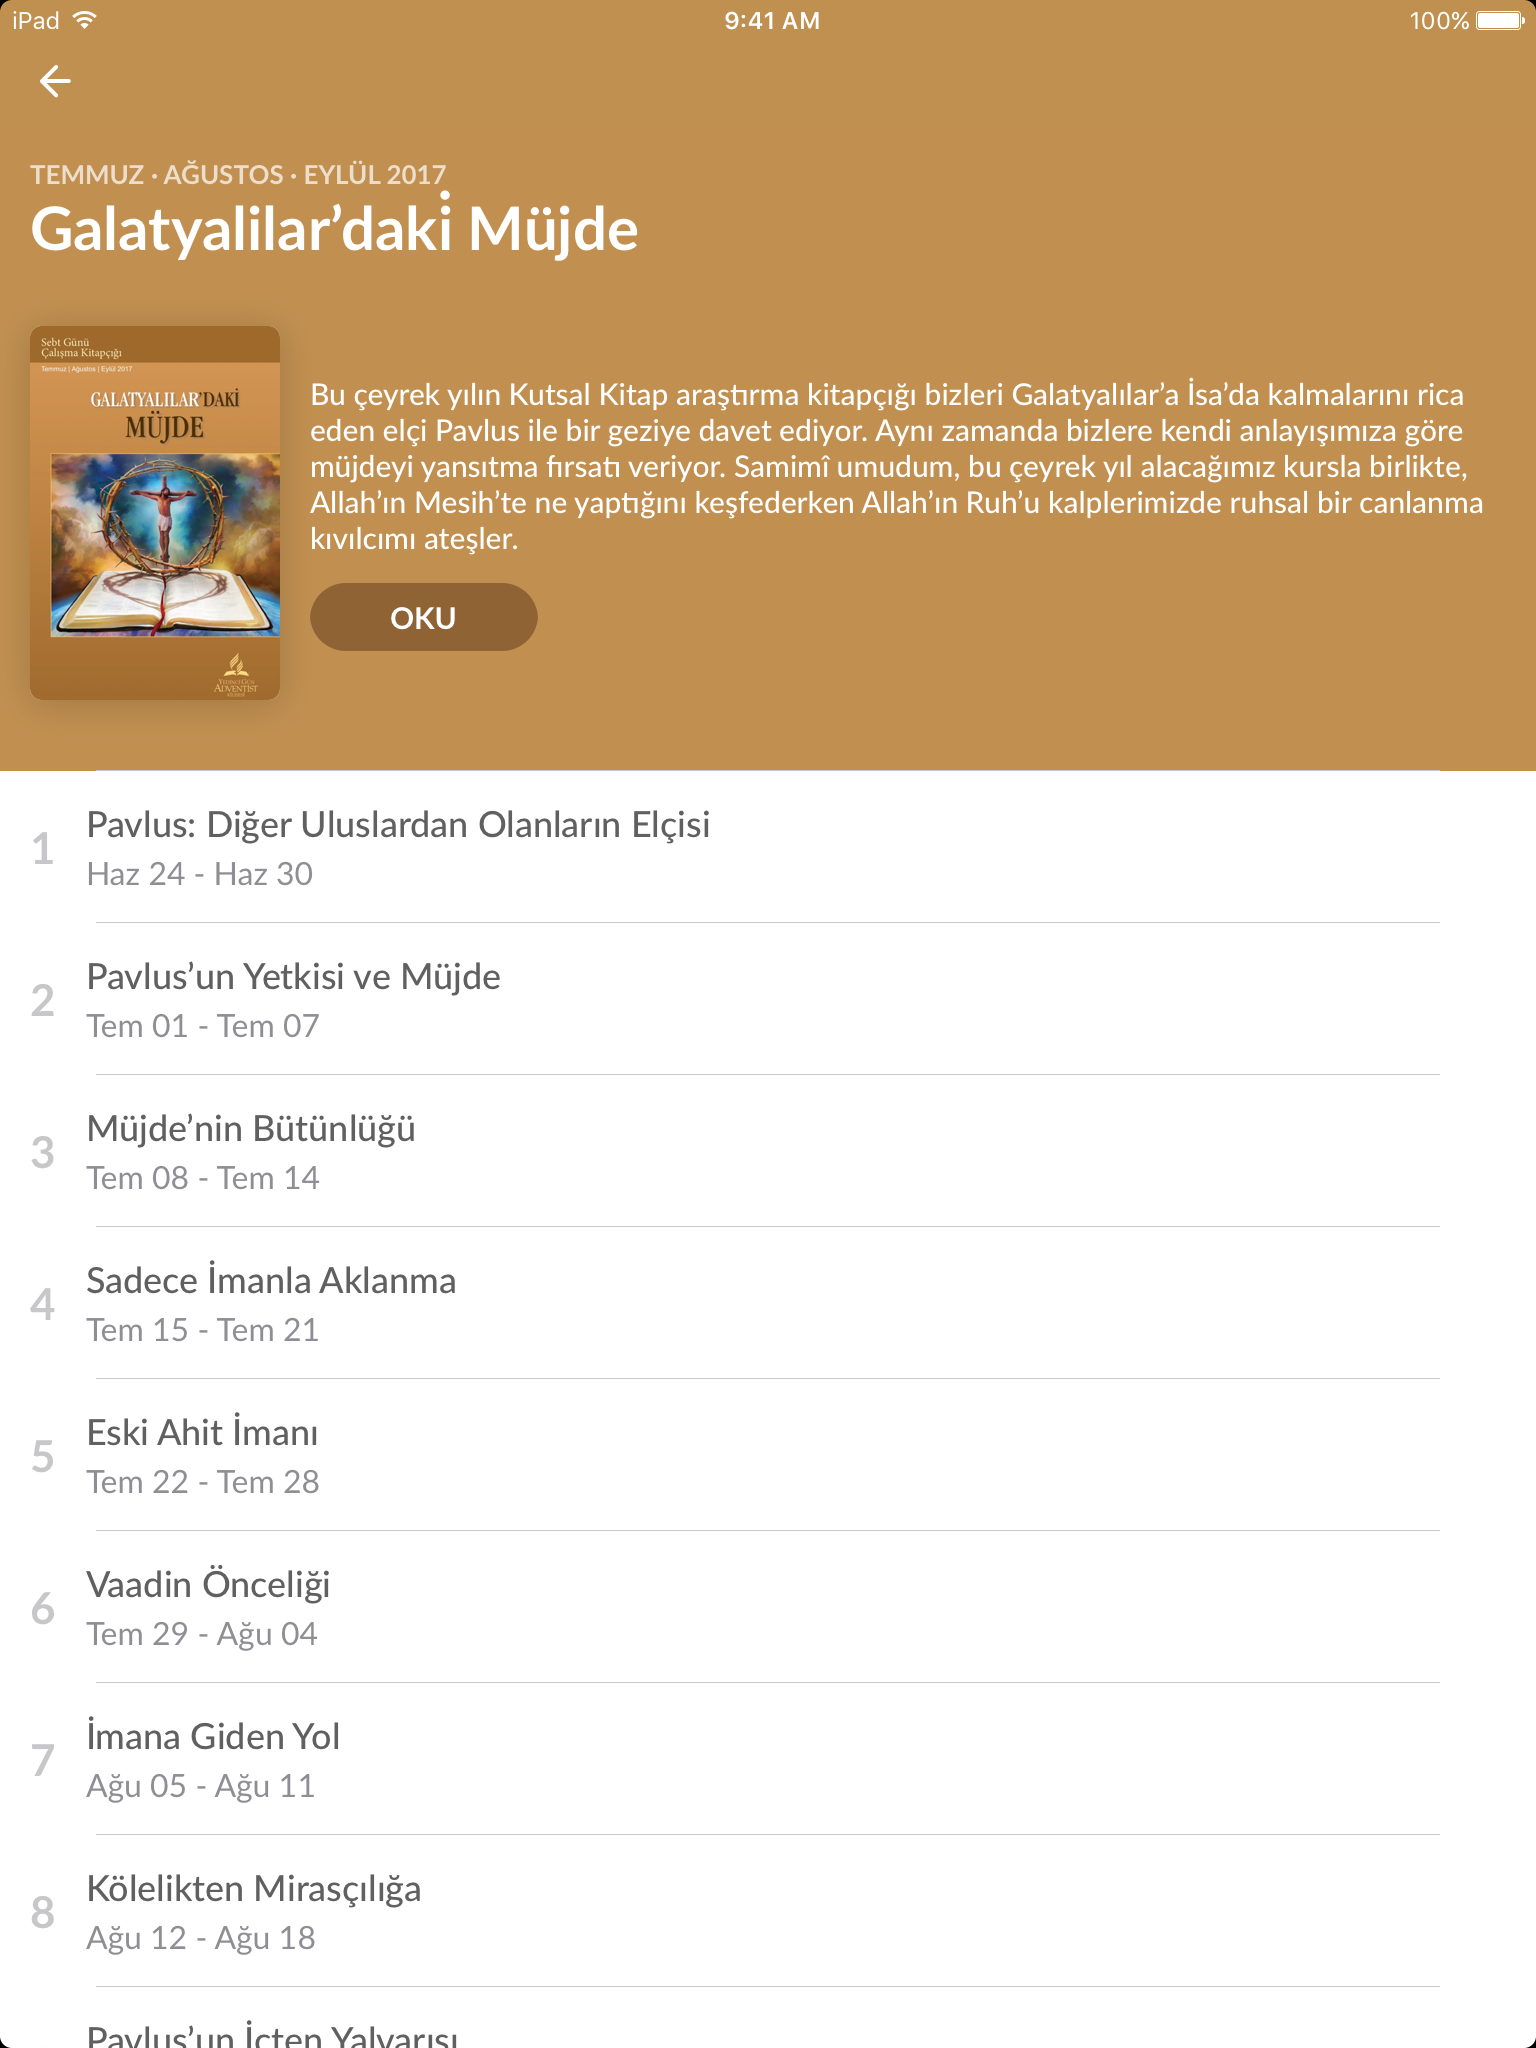 iPad
9:41 AM
100%
TEMMUZ · AĞUSTOS · EYLÜL 2017
Galatyalilar’daki̇ Müjde
Sebt Günü
Çalışma Kitapçığı
Temmuz | Ağustos | Eylül 2017
GALATYALILAR'DAKİ
MÜJDE
YEDİNCİ GÜN
ADVENTİST
KİLİSESİ
Bu çeyrek yılın Kutsal Kitap araştırma kitapçığı bizleri Galatyalılar’a İsa’da kalmalarını rica
eden elçi Pavlus ile bir geziye davet ediyor. Aynı zamanda bizlere kendi anlayışımıza göre
müjdeyi yansıtma fırsatı veriyor. Samimî umudum, bu çeyrek yıl alacağımız kursla birlikte,
Allah’ın Mesih’te ne yaptığını keşfederken Allah’ın Ruh’u kalplerimizde ruhsal bir canlanma
kıvılcımı ateşler.
OKU
1
Pavlus: Diğer Uluslardan Olanların Elçisi
Haz 24 - Haz 30
2
Pavlus’un Yetkisi ve Müjde
Tem 01 - Tem 07
3
Müjde’nin Bütünlüğü
Tem 08 - Tem 14
4
Sadece İmanla Aklanma
Tem 15 - Tem 21
5
Eski Ahit İmanı
Tem 22 - Tem 28
6
Vaadin Önceliği
Tem 29 - Ağu 04
7
İmana Giden Yol
Ağu 05 - Ağu 11
8
Kölelikten Mirasçılığa
Ağu 12 - Ağu 18
Pavlus’un İçten Yalvarışı